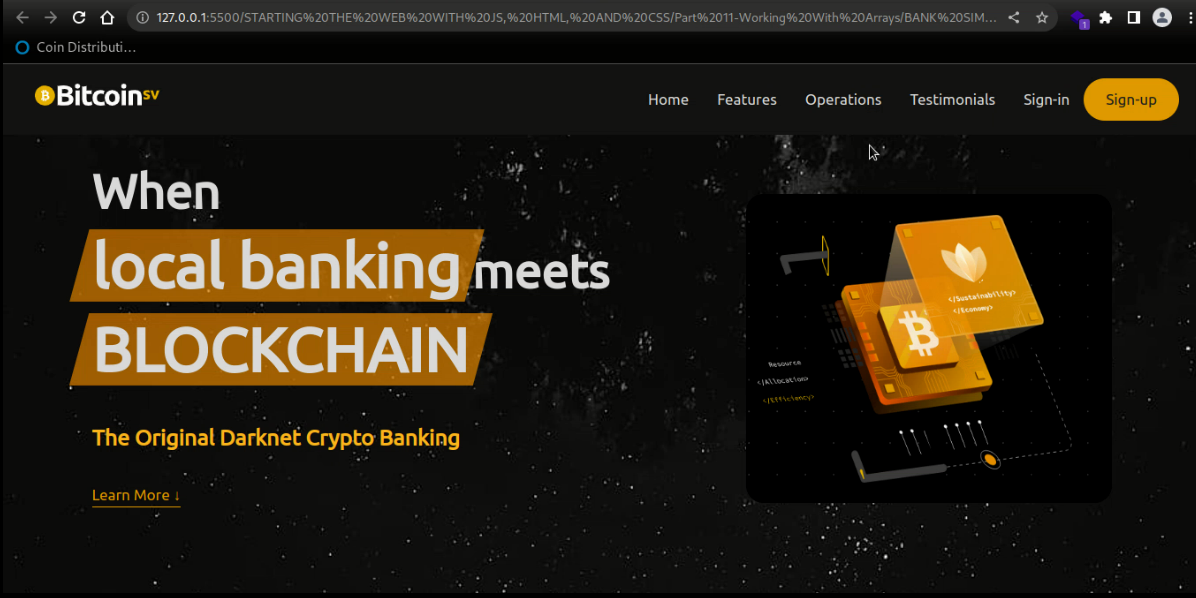 127.0.0.1:5500/STARTING%20THE%20WEB%20WITH%20JS,%20HTML,%20AND%20CSS/Part%2011-Working%20With%20Arrays/BANK%20SIM...
1
Coin Distributi...
BitcoinSV
Home
Features
Operations
Testimonials
Sign-in
Sign-up
When
local banking meets
BLOCKCHAIN
The Original Darknet Crypto Banking
Learn More ↓
</Sustainability>
</Economy>
Resource
</Allocation>
</Efficiency>